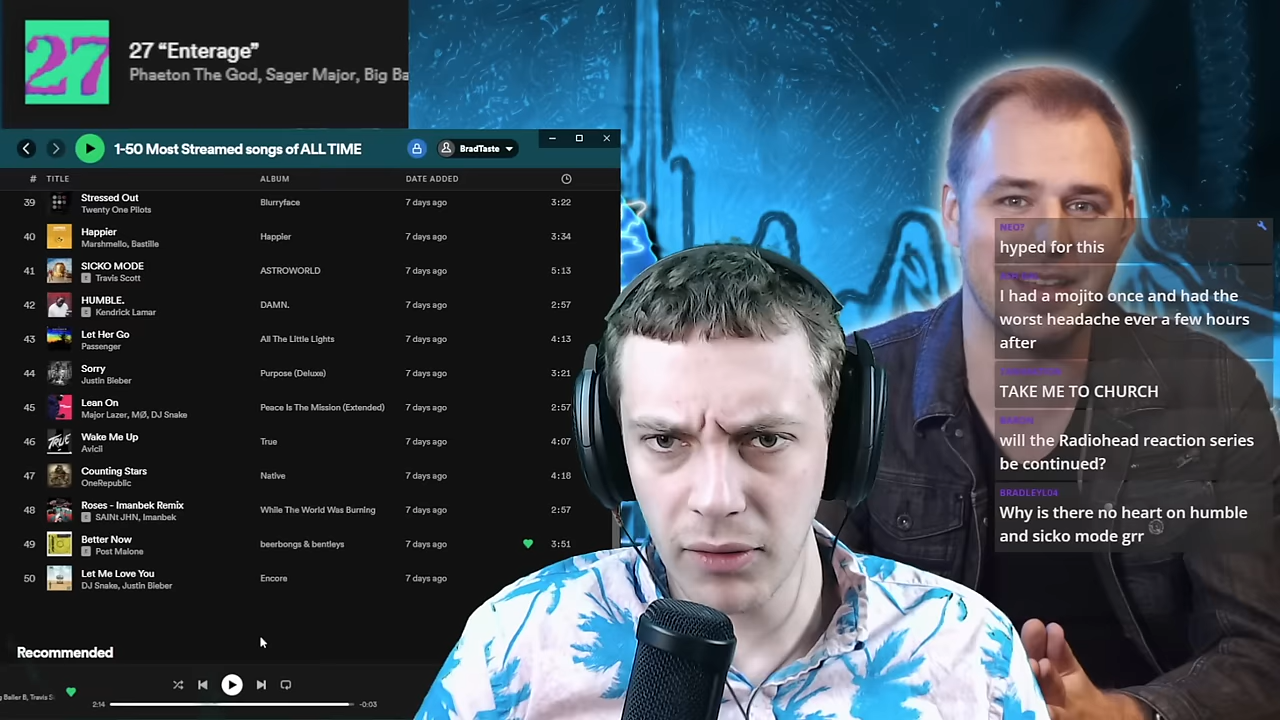 27
27 “Enterage”
Phaeton The God, Sager Major, Big Ba
1-50 Most Streamed songs of ALL TIME
BradTaste
# TITLE ALBUM DATE ADDED
39 Stressed Out Blurryface 7 days ago 3:22
Twenty One Pilots
40 Happier Happier 7 days ago 3:34
Marshmello, Bastille
41 SICKO MODE ASTROWORLD 7 days ago 5:13
E Travis Scott
42 HUMBLE. DAMN. 7 days ago 2:57
E Kendrick Lamar
43 Let Her Go All The Little Lights 7 days ago 4:13
Passenger
44 Sorry Purpose (Deluxe) 7 days ago 3:21
Justin Bieber
45 Lean On Peace Is The Mission (Extended) 7 days ago 2:57
Major Lazer, MØ, DJ Snake
46 Wake Me Up True 7 days ago 4:07
Avicii
47 Counting Stars Native 7 days ago 4:18
OneRepublic
48 Roses - Imanbek Remix While The World Was Burning 7 days ago 2:57
E SAINt JHN, Imanbek
49 Better Now beerbongs & bentleys 7 days ago 3:51
E Post Malone
50 Let Me Love You Encore 7 days ago
DJ Snake, Justin Bieber
Recommended
Baller B, Travis S
2:14 -0:03
NEO?
hyped for this
I had a mojito once and had the
worst headache ever a few hours
after
TAKE ME TO CHURCH
will the Radiohead reaction series
be continued?
BRADLEYL04
Why is there no heart on humble
and sicko mode grr